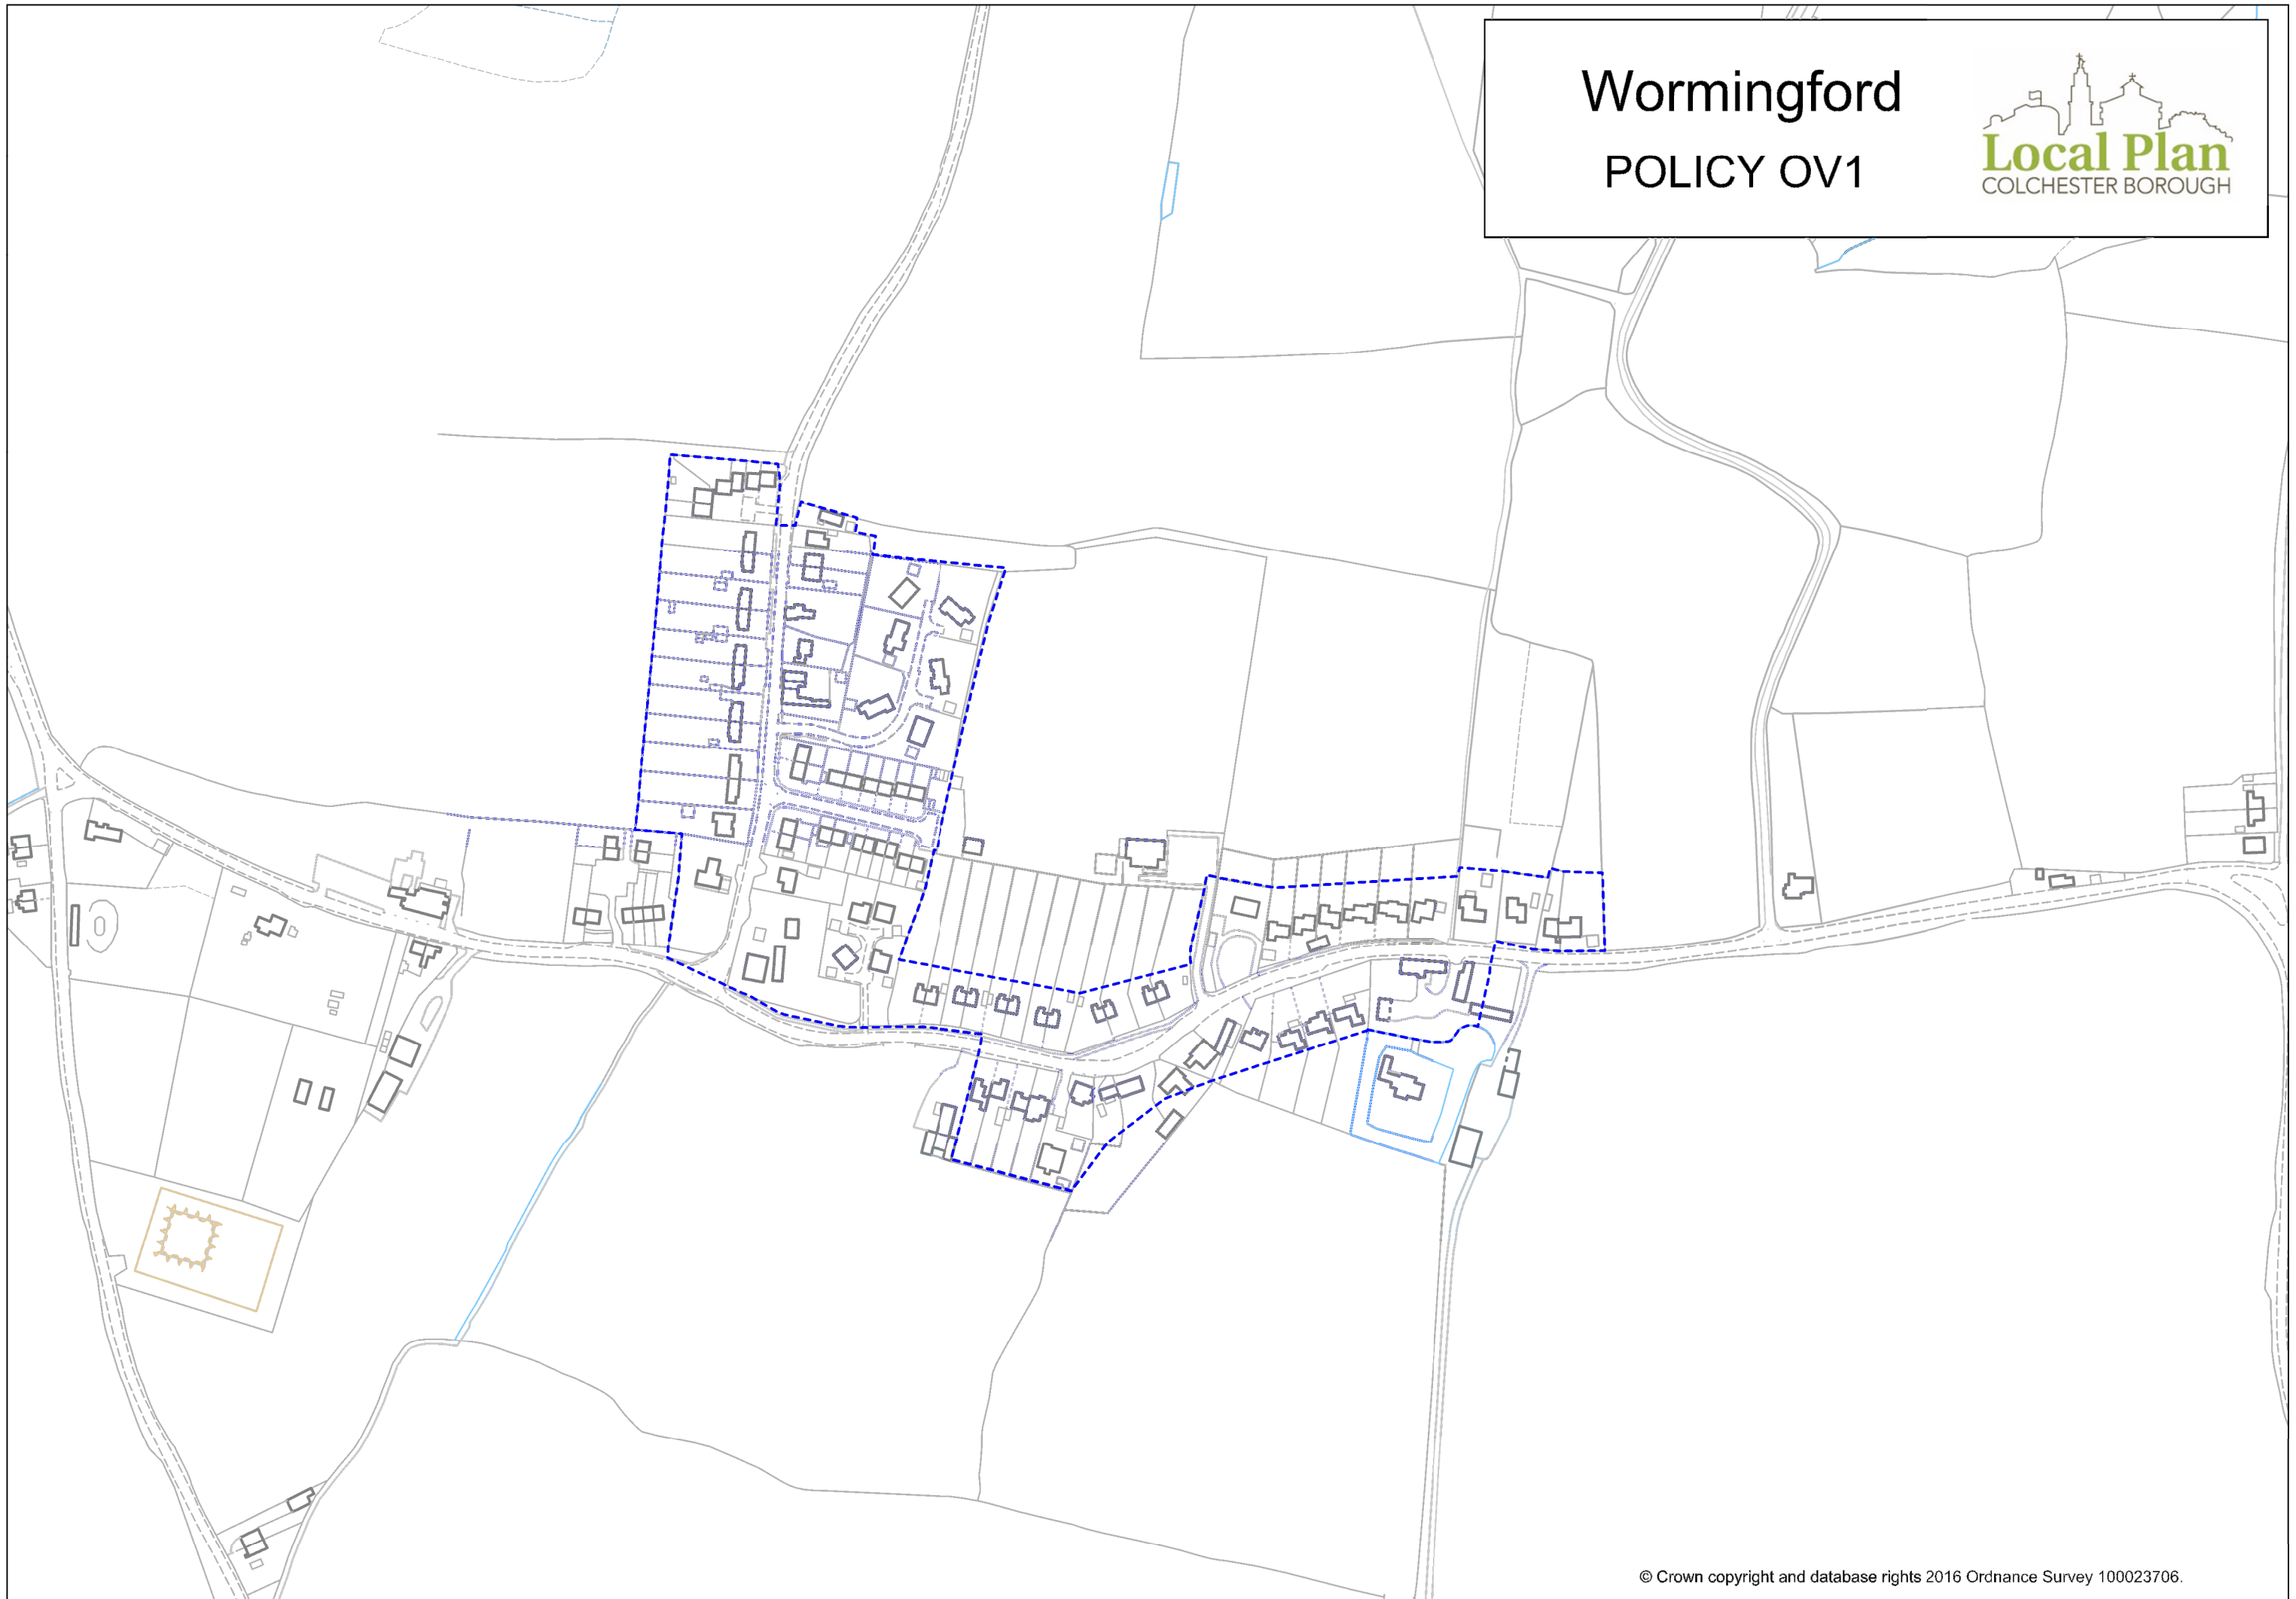 Wormingford
POLICY OV1
Local Plan
COLCHESTER BOROUGH
© Crown copyright and database rights 2016 Ordnance Survey 100023706.